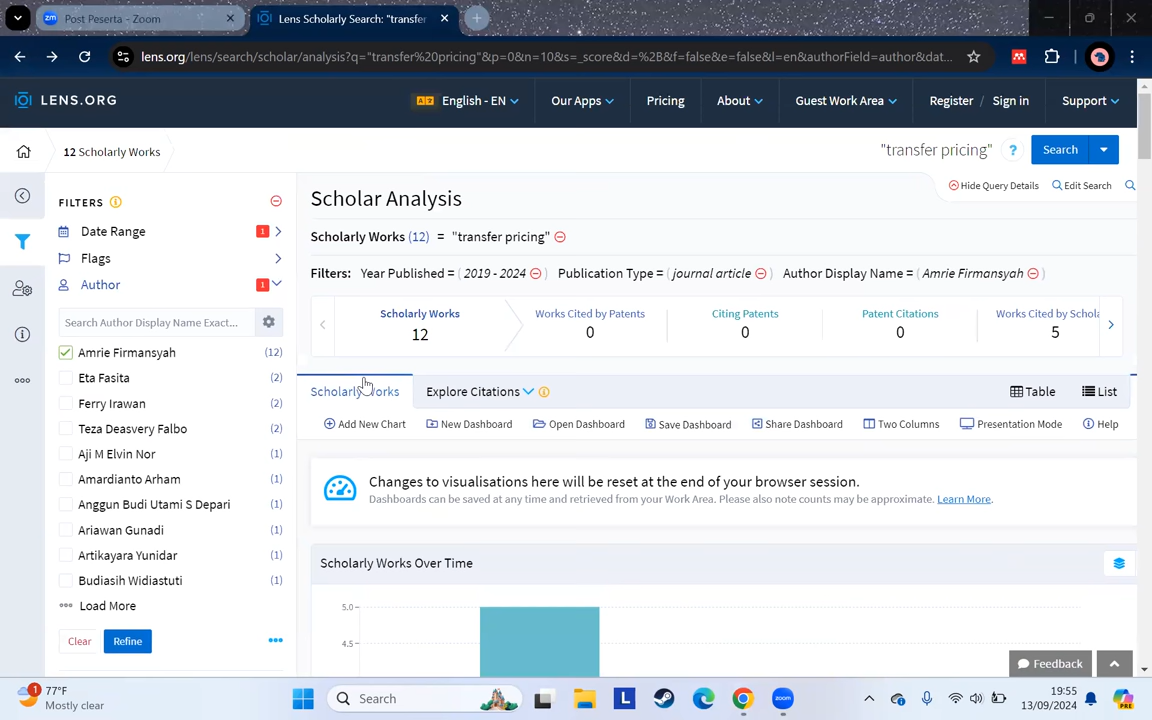 zm Post Peserta - Zoom
Lens Scholarly Search: "transfer
lens.org/lens/search/scholar/analysis?q="transfer%20pricing"&p=0&n=10&s=_score&d=%2B&f=false&e=false&l=en&authorField=author&dat...
LENS.ORG
English - EN
Our Apps
Pricing
About
Guest Work Area
Register / Sign in
Support
12 Scholarly Works
"transfer pricing"
?
Search
FILTERS
Date Range 1
Flags
Author 1
Search Author Display Name Exact...
Amrie Firmansyah (12)
Eta Fasita (2)
Ferry Irawan (2)
Teza Deasvery Falbo (2)
Aji M Elvin Nor (1)
Amardianto Arham (1)
Anggun Budi Utami S Depari (1)
Ariawan Gunadi (1)
Artikayara Yunidar (1)
Budiasih Widiastuti (1)
Load More
Clear Refine
Scholar Analysis
Hide Query Details Edit Search
Scholarly Works (12) = "transfer pricing"
Filters: Year Published = ( 2019 - 2024 ) Publication Type = ( journal article ) Author Display Name = ( Amrie Firmansyah )
Scholarly Works Works Cited by Patents Citing Patents Patent Citations Works Cited by Schola
12 0 0 0 5
Scholarly Works Explore Citations Table List
Add New Chart New Dashboard Open Dashboard Save Dashboard Share Dashboard Two Columns Presentation Mode Help
Changes to visualisations here will be reset at the end of your browser session.
Dashboards can be saved at any time and retrieved from your Work Area. Please also note counts may be approximate. Learn More.
Scholarly Works Over Time
5.0
4.5
Feedback
1
77°F
Mostly clear
Search
L
zoom
19:55
13/09/2024
PRE